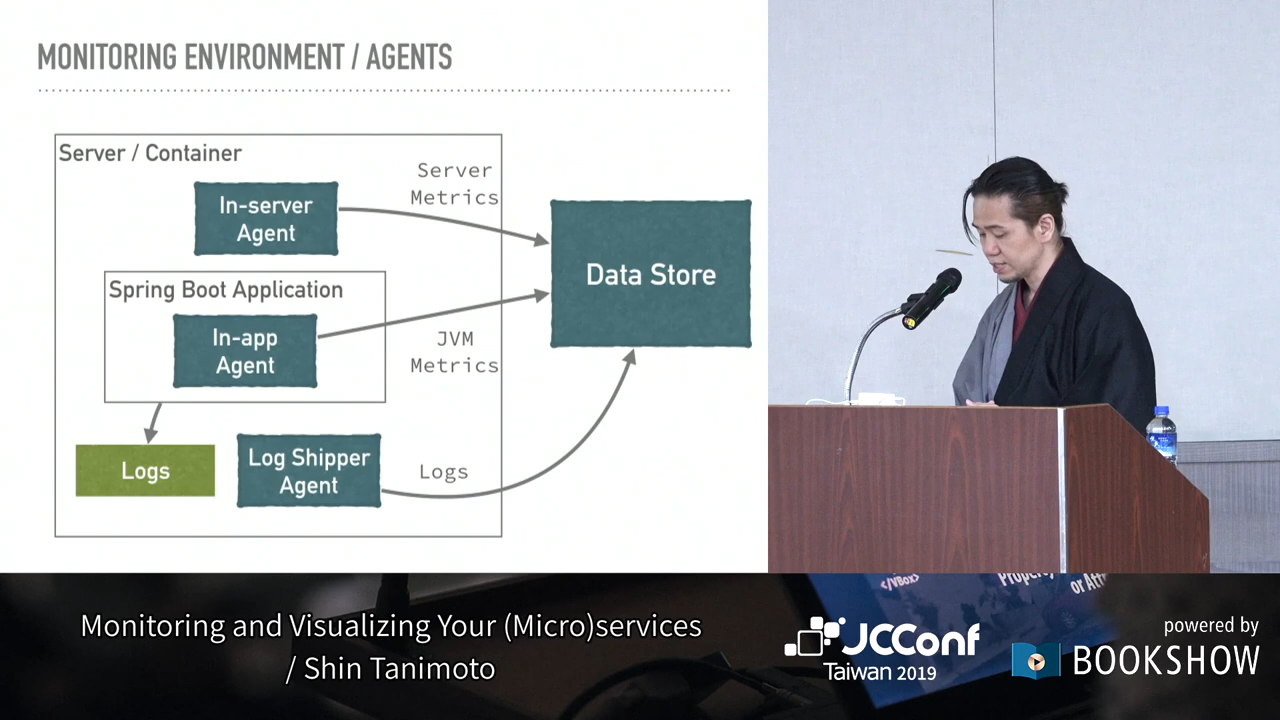 MONITORING ENVIRONMENT / AGENTS
Server / Container
Server
Metrics
In-server
Agent
Data Store
Spring Boot Application
In-app
Agent
JVM
Metrics
Logs
Log Shipper
Agent
Logs
</VBox>
Property
Monitoring and Visualizing Your (Micro)services
/ Shin Tanimoto
JCConf
Taiwan 2019
powered by
BOOKSHOW